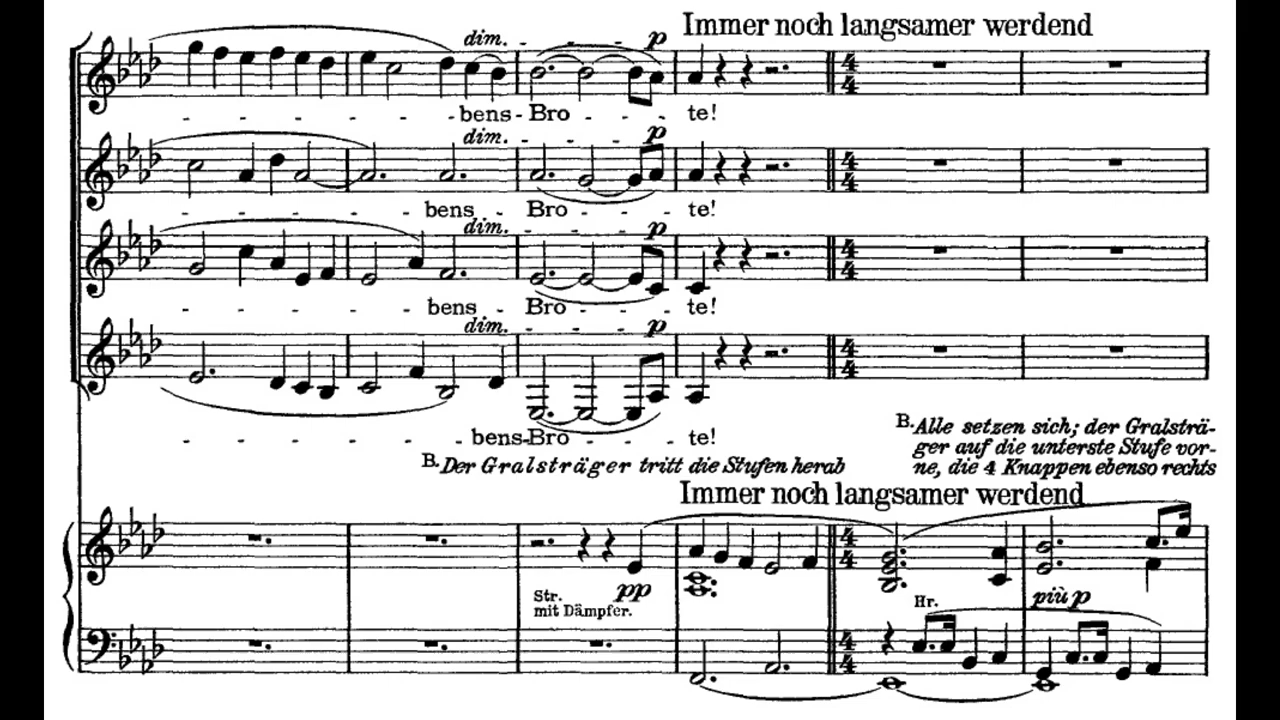 Immer noch langsamer werdend
dim. - - - p
- - - - - - - bens - Bro - - - te!
dim. - - - p
- - - - - - - bens - Bro - - - te!
dim. - - - p
- - - - - - - bens - Bro - - - te!
dim. - - - p
- - - - - - - bens-Bro - - - te!
B. Der Gralsträger tritt die Stufen herab
B. Alle setzen sich; der Gralsträ-
ger auf die unterste Stufe vor-
ne, die 4 Knappen ebenso rechts
Immer noch langsamer werdend
Str.
mit Dämpfer.
pp
Hr.
più p